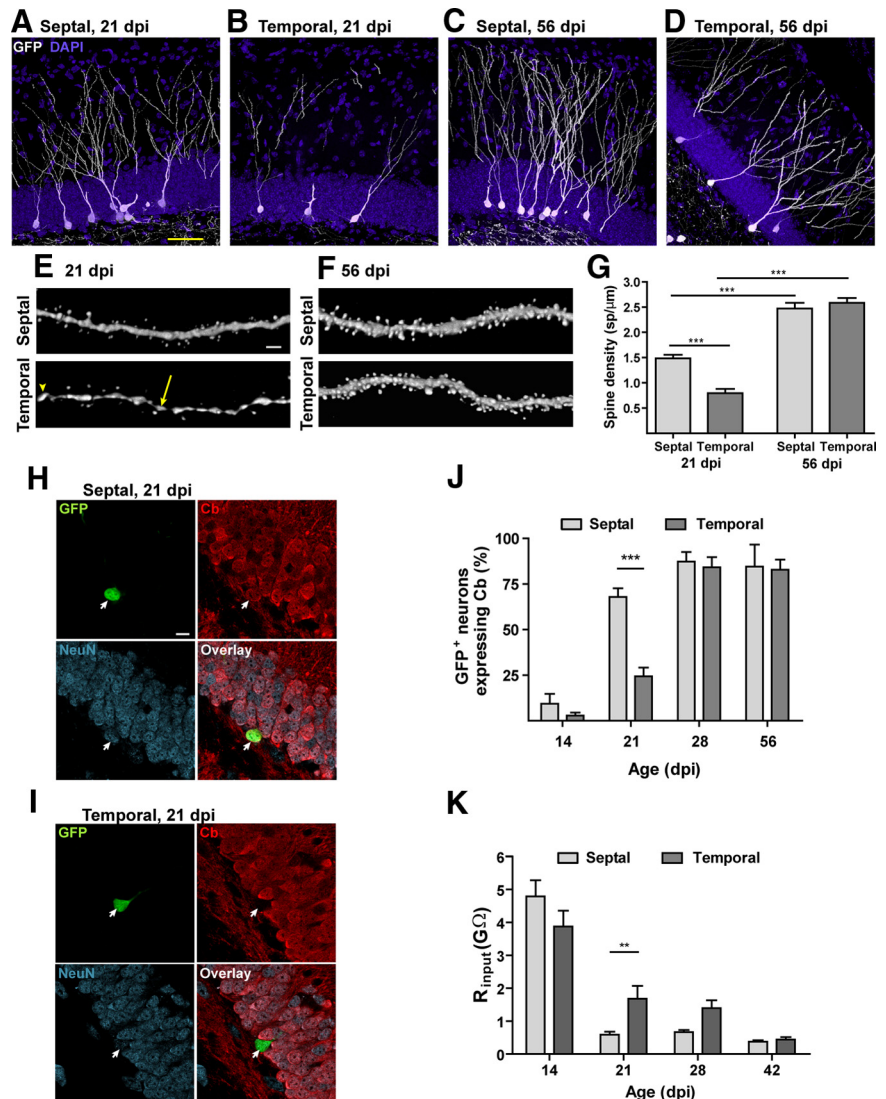 A Septal, 21 dpi
B Temporal, 21 dpi
C Septal, 56 dpi
D Temporal, 56 dpi
GFP DAPI
E 21 dpi
Septal
Temporal
F 56 dpi
Septal
Temporal
G
Spine density (sp/μm)
3.0
2.5
2.0
1.5
1.0
0.5
***
***
***
Septal Temporal
21 dpi
Septal Temporal
56 dpi
H
Septal, 21 dpi
GFP
Cb
NeuN
Overlay
I
Temporal, 21 dpi
GFP
Cb
NeuN
Overlay
J
Septal
Temporal
GFP+ neurons
expressing Cb (%)
100
75
50
25
***
14
21
28
56
Age (dpi)
K
Septal
Temporal
Rinput (GΩ)
6
5
4
3
2
1
0
**
14
21
28
42
Age (dpi)